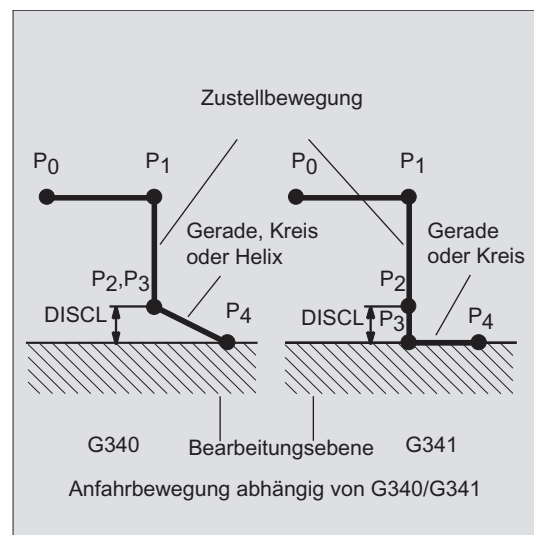 Zustellbewegung
P0 P1 P0 P1
Gerade, Kreis
oder Helix
Gerade
oder Kreis
P2,P3 P2
DISCL P4 DISCL P3 P4
G340 Bearbeitungsebene G341
Anfahrbewegung abhängig von G340/G341